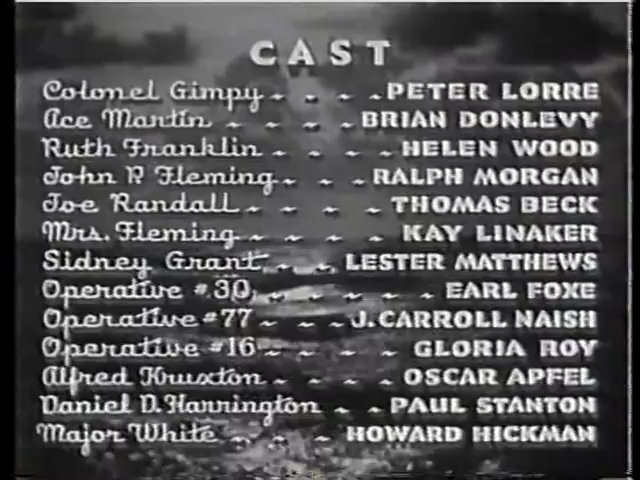 CAST
Colonel Gimpy ~ ~ ~ ~ PETER LORRE
Ace Martin ~ ~ ~ ~ BRIAN DONLEVY
Ruth Franklin ~ ~ ~ ~ HELEN WOOD
John P. Fleming ~ ~ ~ ~ RALPH MORGAN
Joe Randall ~ ~ ~ ~ THOMAS BECK
Mrs. Fleming ~ ~ ~ ~ KAY LINAKER
Sidney Grant ~ ~ ~ LESTER MATTHEWS
Operative #30 ~ ~ ~ ~ ~ ~ EARL FOXE
Operative #77 ~ ~ ~ J. CARROLL NAISH
Operative #16 ~ ~ ~ ~ GLORIA ROY
Alfred Kruxton ~ ~ ~ ~ OSCAR APFEL
Daniel D. Harrington ~ ~ PAUL STANTON
Major White ~ ~ ~ HOWARD HICKMAN